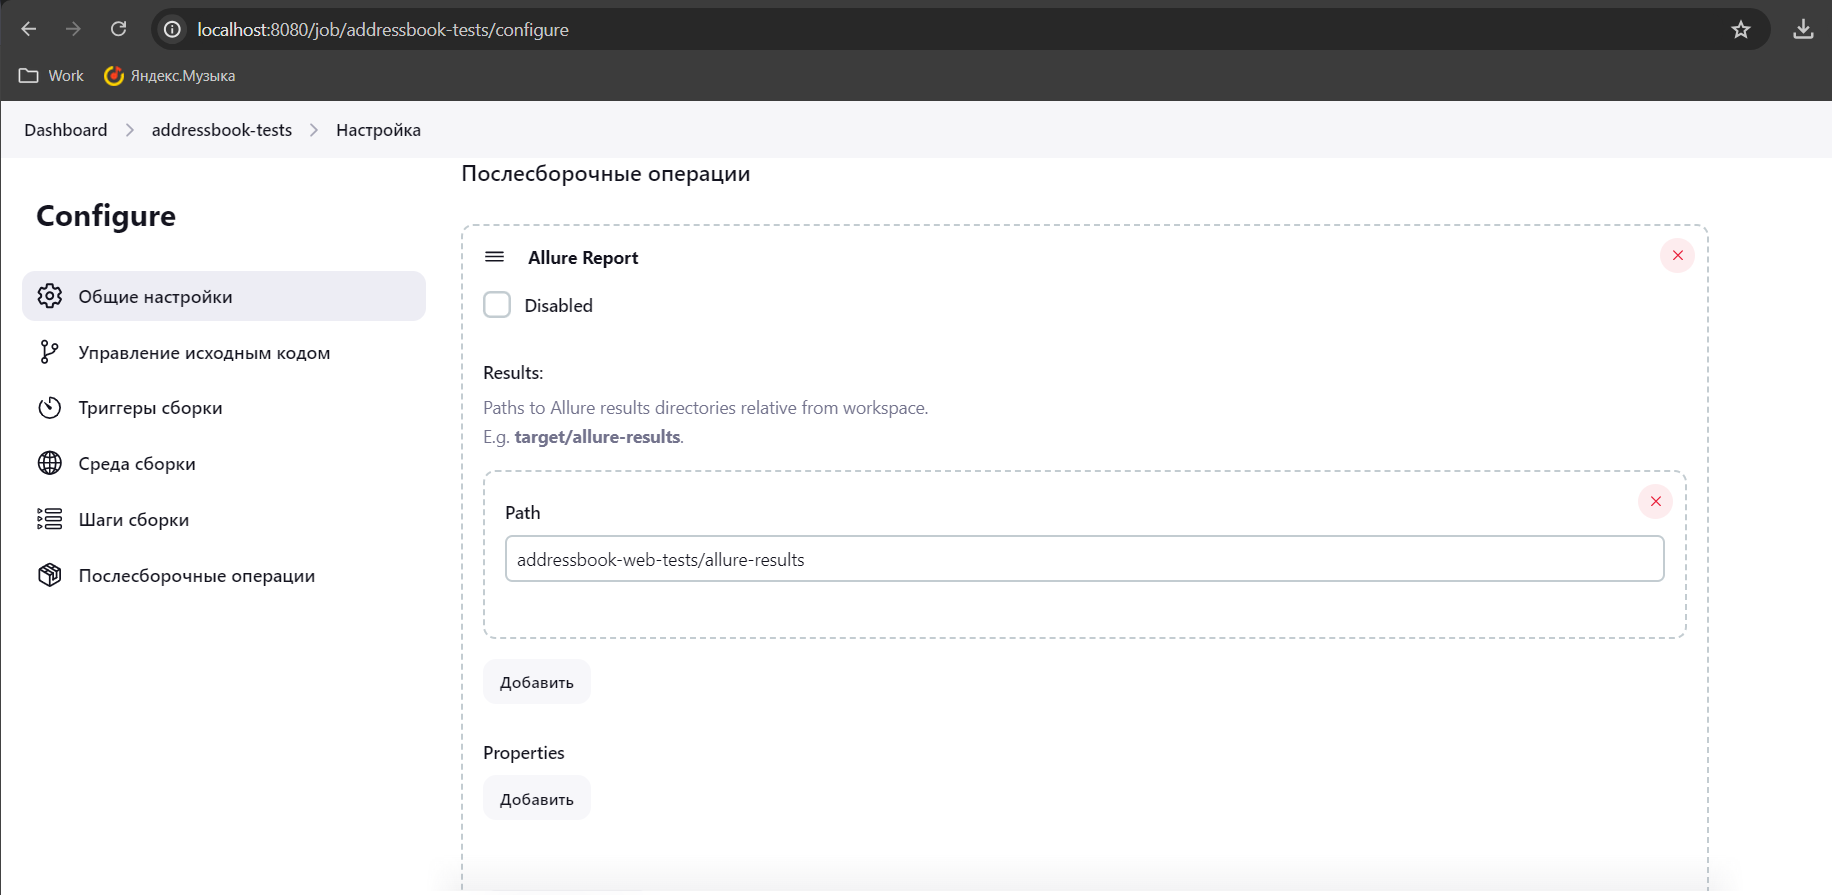 localhost:8080/job/addressbook-tests/configure
Work
Яндекс.Музыка
Dashboard
addressbook-tests
Настройка
Configure
Общие настройки
Управление исходным кодом
Триггеры сборки
Среда сборки
Шаги сборки
Послесборочные операции
Послесборочные операции
Allure Report
Disabled
Results:
Paths to Allure results directories relative from workspace.
E.g. target/allure-results.
Path
addressbook-web-tests/allure-results
Добавить
Properties
Добавить